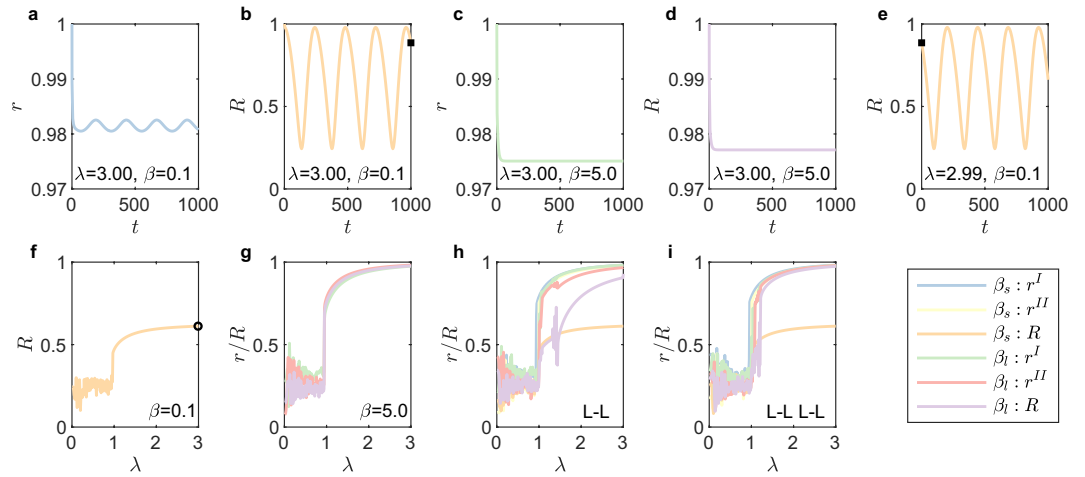 a b c d e
1 1 1 1 1
0.99 0.99 0.99
r R 0.5 r R R 0.5
0.98 0.98 0.98
λ=3.00, β=0.1 λ=3.00, β=0.1 λ=3.00, β=5.0 λ=3.00, β=5.0 λ=2.99, β=0.1
0.97 0 0.97 0.97 0
0 500 1000 0 500 1000 0 500 1000 0 500 1000 0 500 1000
t t t t t
f g h i
1 1 1 1
R 0.5 r/R 0.5 r/R 0.5 r/R 0.5
β=0.1 β=5.0 L-L L-L L-L
0 0 0 0
0 1 2 3 0 1 2 3 0 1 2 3 0 1 2 3
λ λ λ λ
β_s : r^I
β_s : r^{II}
β_s : R
β_l : r^I
β_l : r^{II}
β_l : R